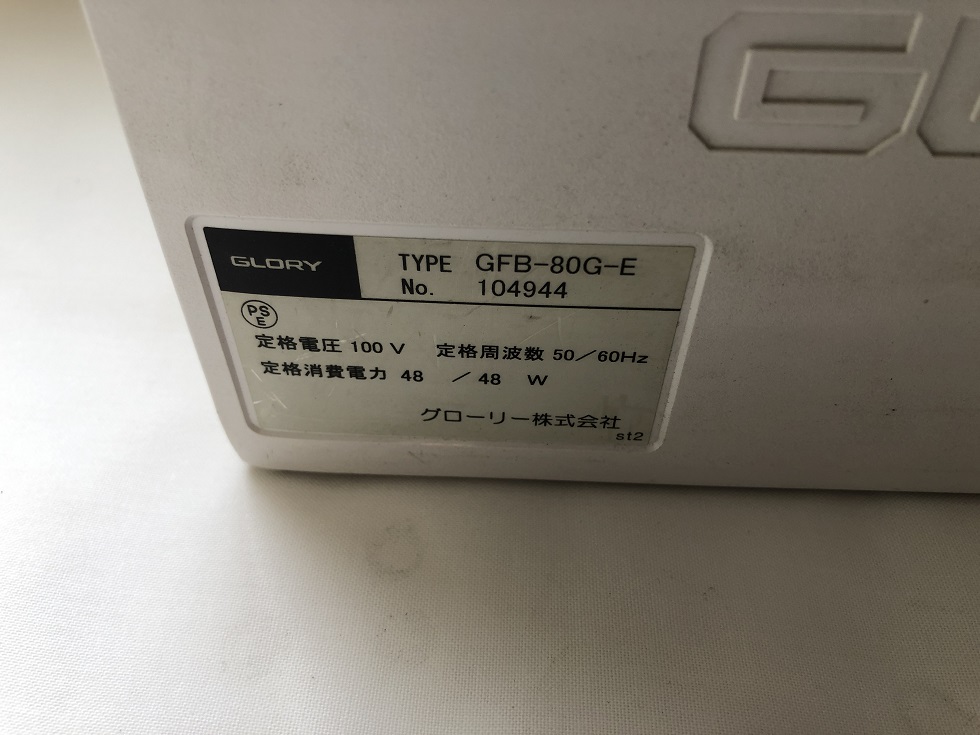 GLORY
TYPE GFB-80G-E
No. 104944
PS
E
定格電圧 100 V 定格周波数 50/60Hz
定格消費電力 48 / 48 W
グローリー株式会社
st2